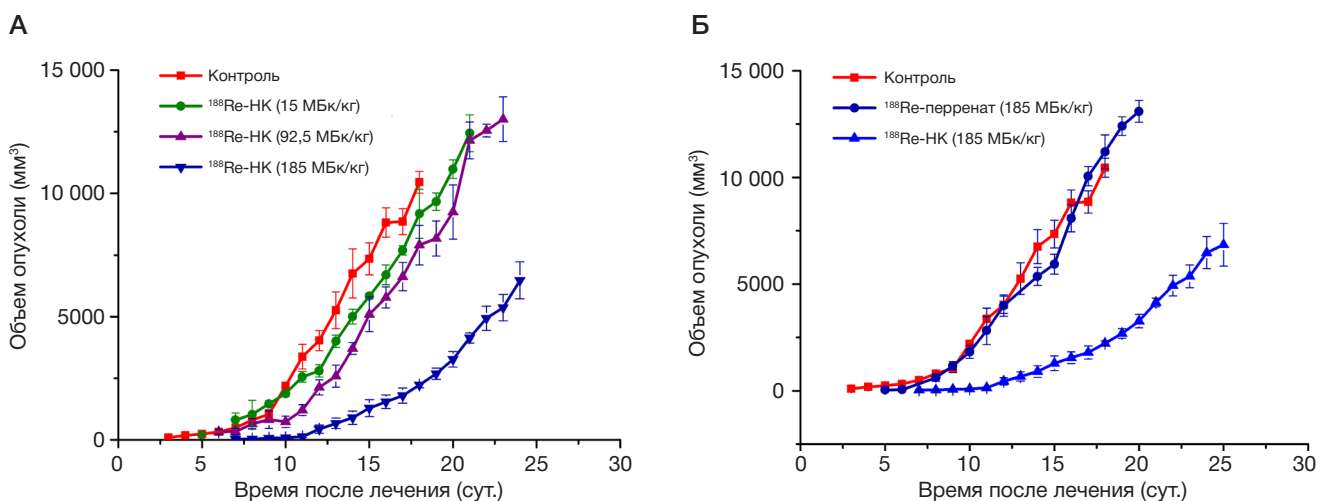 А
15 000
10 000
5000
0
0
5
10
15
20
25
30
Объем опухоли (мм³)
Время после лечения (сут.)
Контроль
¹⁸⁸Re-НК (15 МБк/кг)
¹⁸⁸Re-НК (92,5 МБк/кг)
¹⁸⁸Re-НК (185 МБк/кг)
Б
15 000
10 000
5000
0
0
5
10
15
20
25
30
Объем опухоли (мм³)
Время после лечения (сут.)
Контроль
¹⁸⁸Re-перренат (185 МБк/кг)
¹⁸⁸Re-НК (185 МБк/кг)